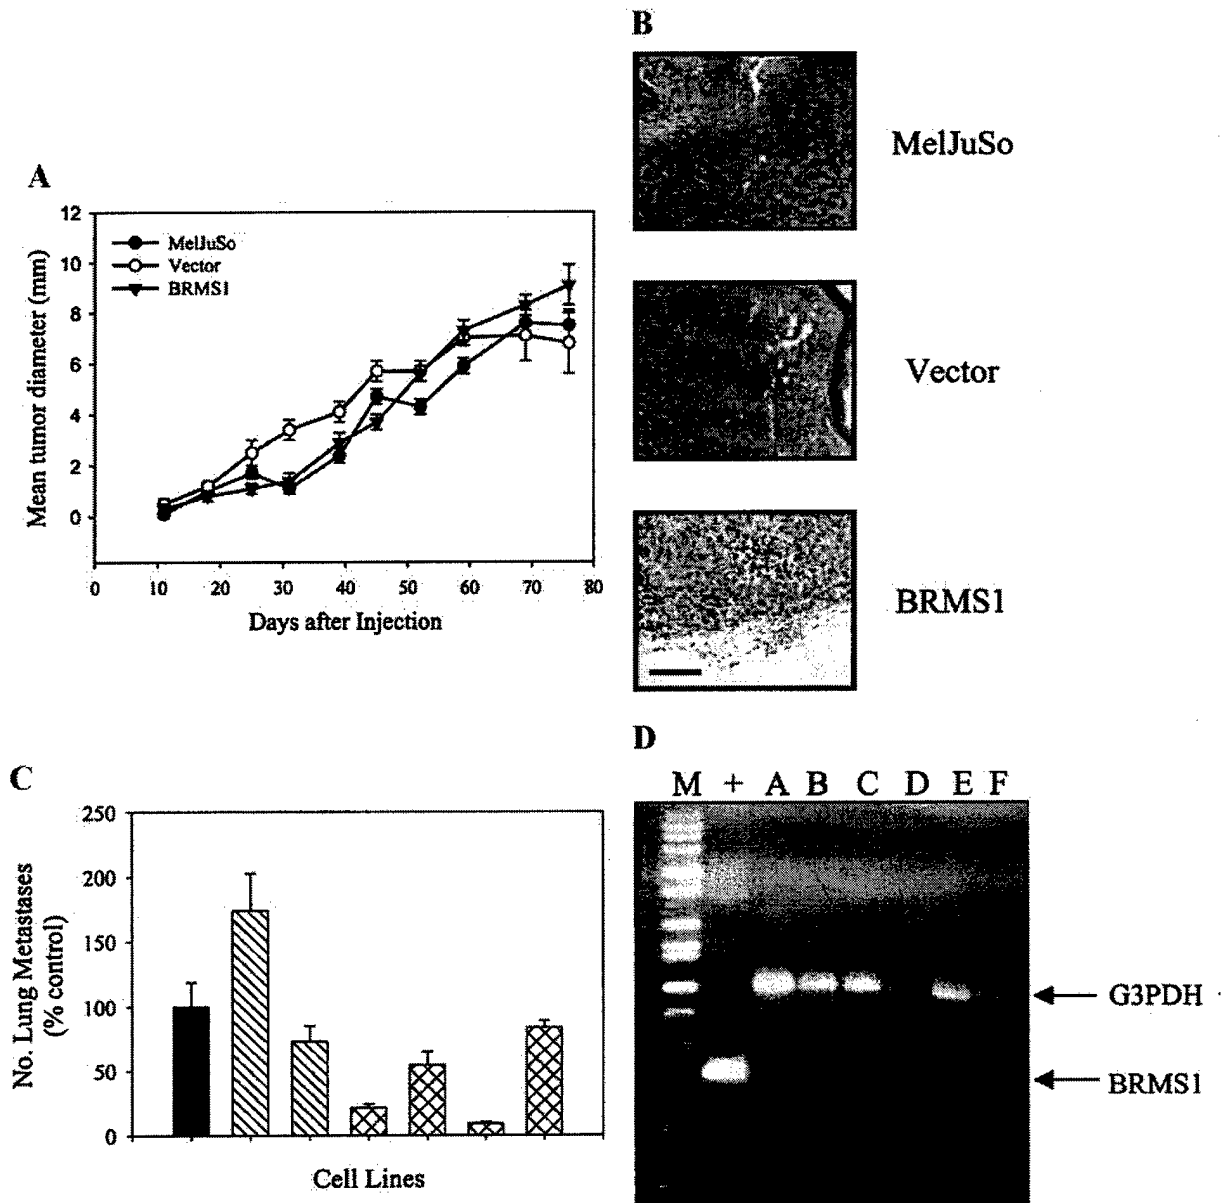 A
12
10
8
6
4
2
0
MelJuSo
Vector
BRMS1
Mean tumor diameter (mm)
0 10 20 30 40 50 60 70 80
Days after Injection
B
MelJuSo
Vector
BRMS1
C
250
200
150
100
50
0
No. Lung Metastases
(% control)
Cell Lines
D
M + A B C D E F
G3PDH
BRMS1